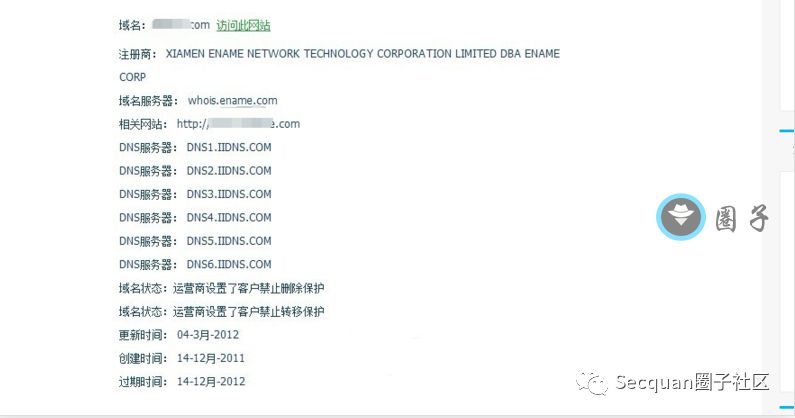 域名： com 访问此网站
注册商： XIAMEN ENAME NETWORK TECHNOLOGY CORPORATION LIMITED DBA ENAME
CORP
域名服务器： whois.ename.com
相关网站： http:// e.com
DNS服务器： DNS1.IIDNS.COM
DNS服务器： DNS2.IIDNS.COM
DNS服务器： DNS3.IIDNS.COM
DNS服务器： DNS4.IIDNS.COM
DNS服务器： DNS5.IIDNS.COM
DNS服务器： DNS6.IIDNS.COM
域名状态：运营商设置了客户禁止删除保护
域名状态：运营商设置了客户禁止转移保护
更新时间： 04-3月-2012
创建时间： 14-12月-2011
过期时间： 14-12月-2012
圈子
Secquan圈子社区